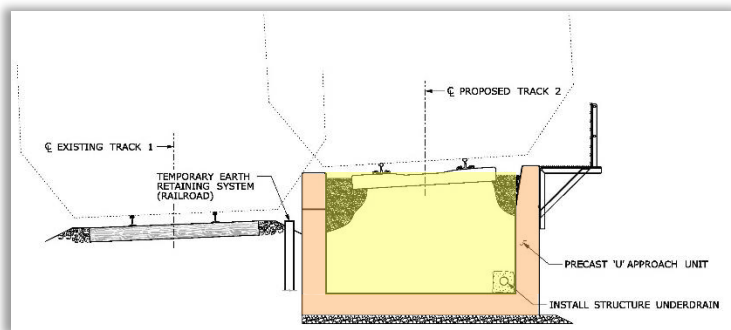 ℄ PROPOSED TRACK 2
℄ EXISTING TRACK 1
TEMPORARY EARTH
RETAINING SYSTEM
(RAILROAD)
PRECAST 'U' APPROACH UNIT
INSTALL STRUCTURE UNDERDRAIN